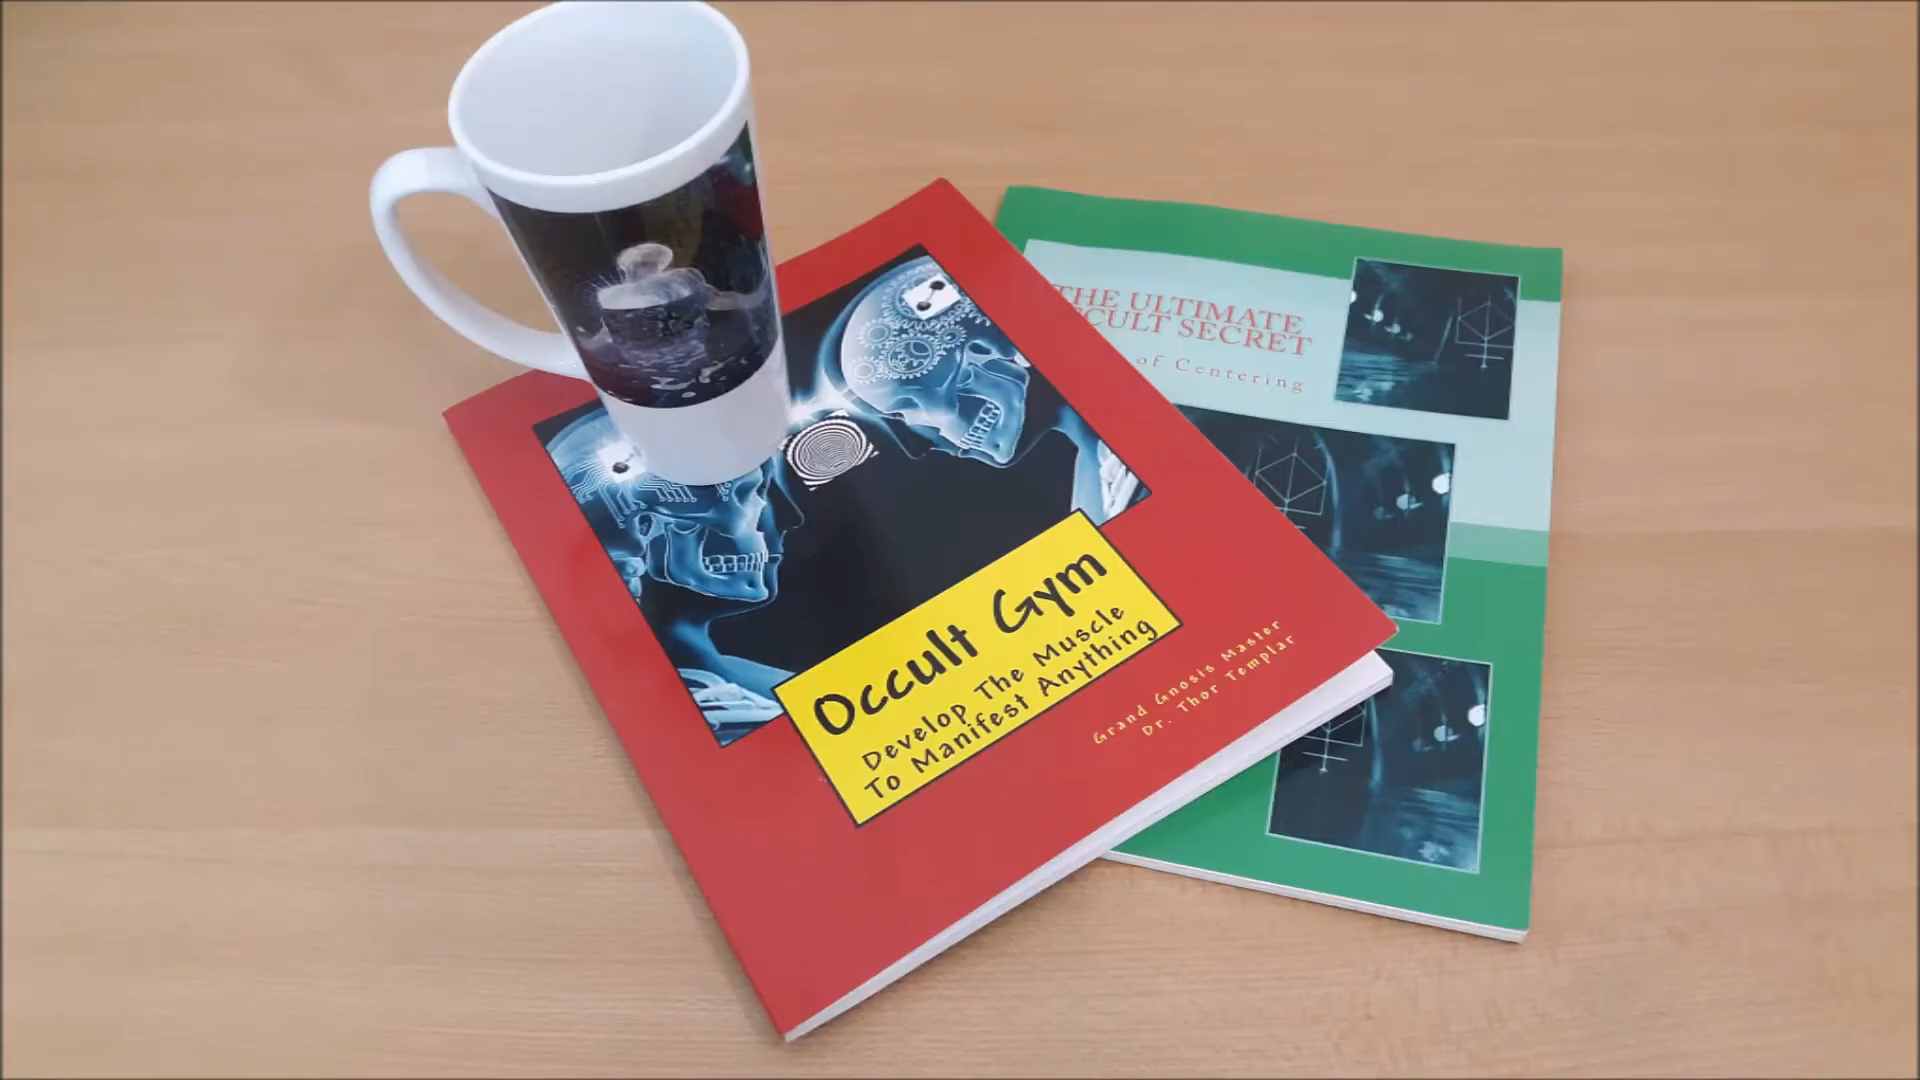 Occult Gym
Develop The Muscle
To Manifest Anything
Grand Gnosis Master
Dr. Thor Templar
THE ULTIMATE
SECRET
of Centering